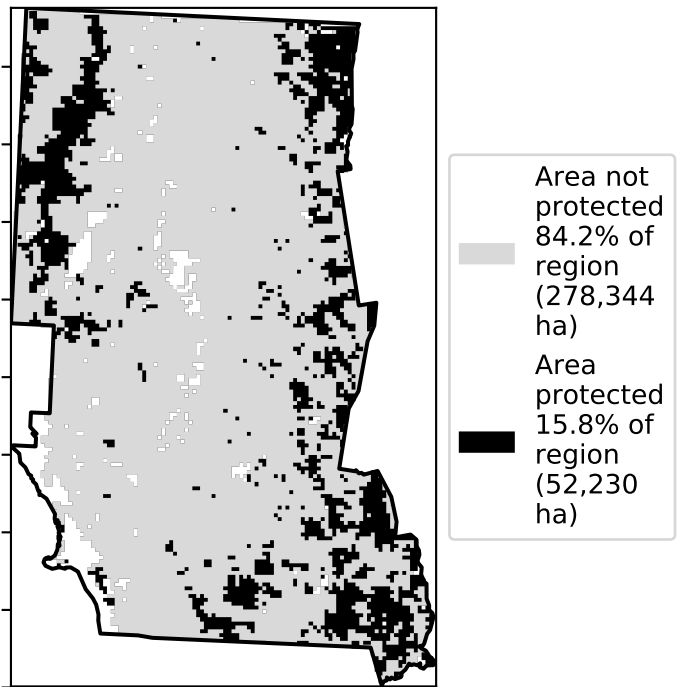 Area not
protected
84.2% of
region
(278,344
ha)
Area
protected
15.8% of
region
(52,230
ha)